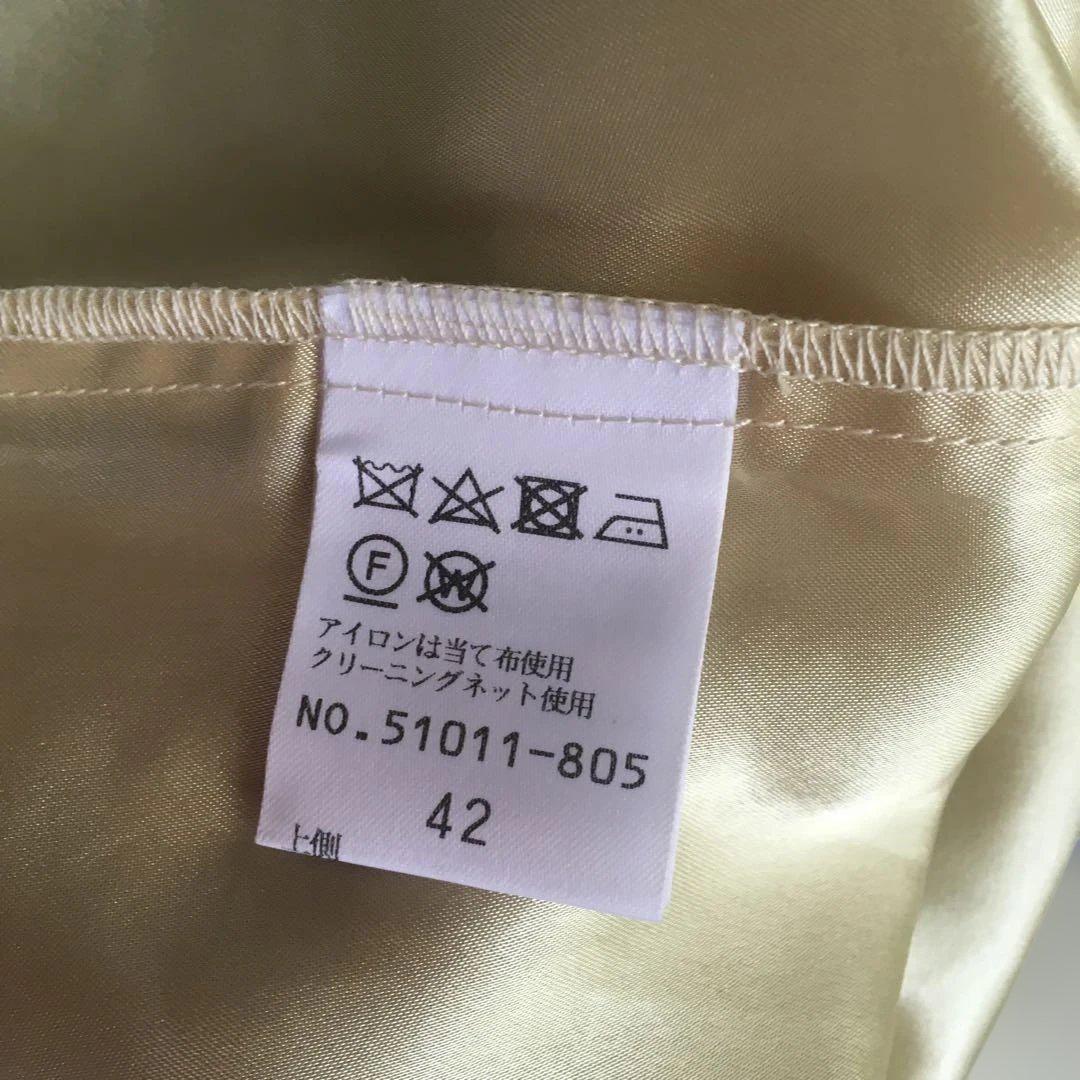 F W
アイロンは当て布使用
クリーニングネット使用
NO.51011-805
42
上側